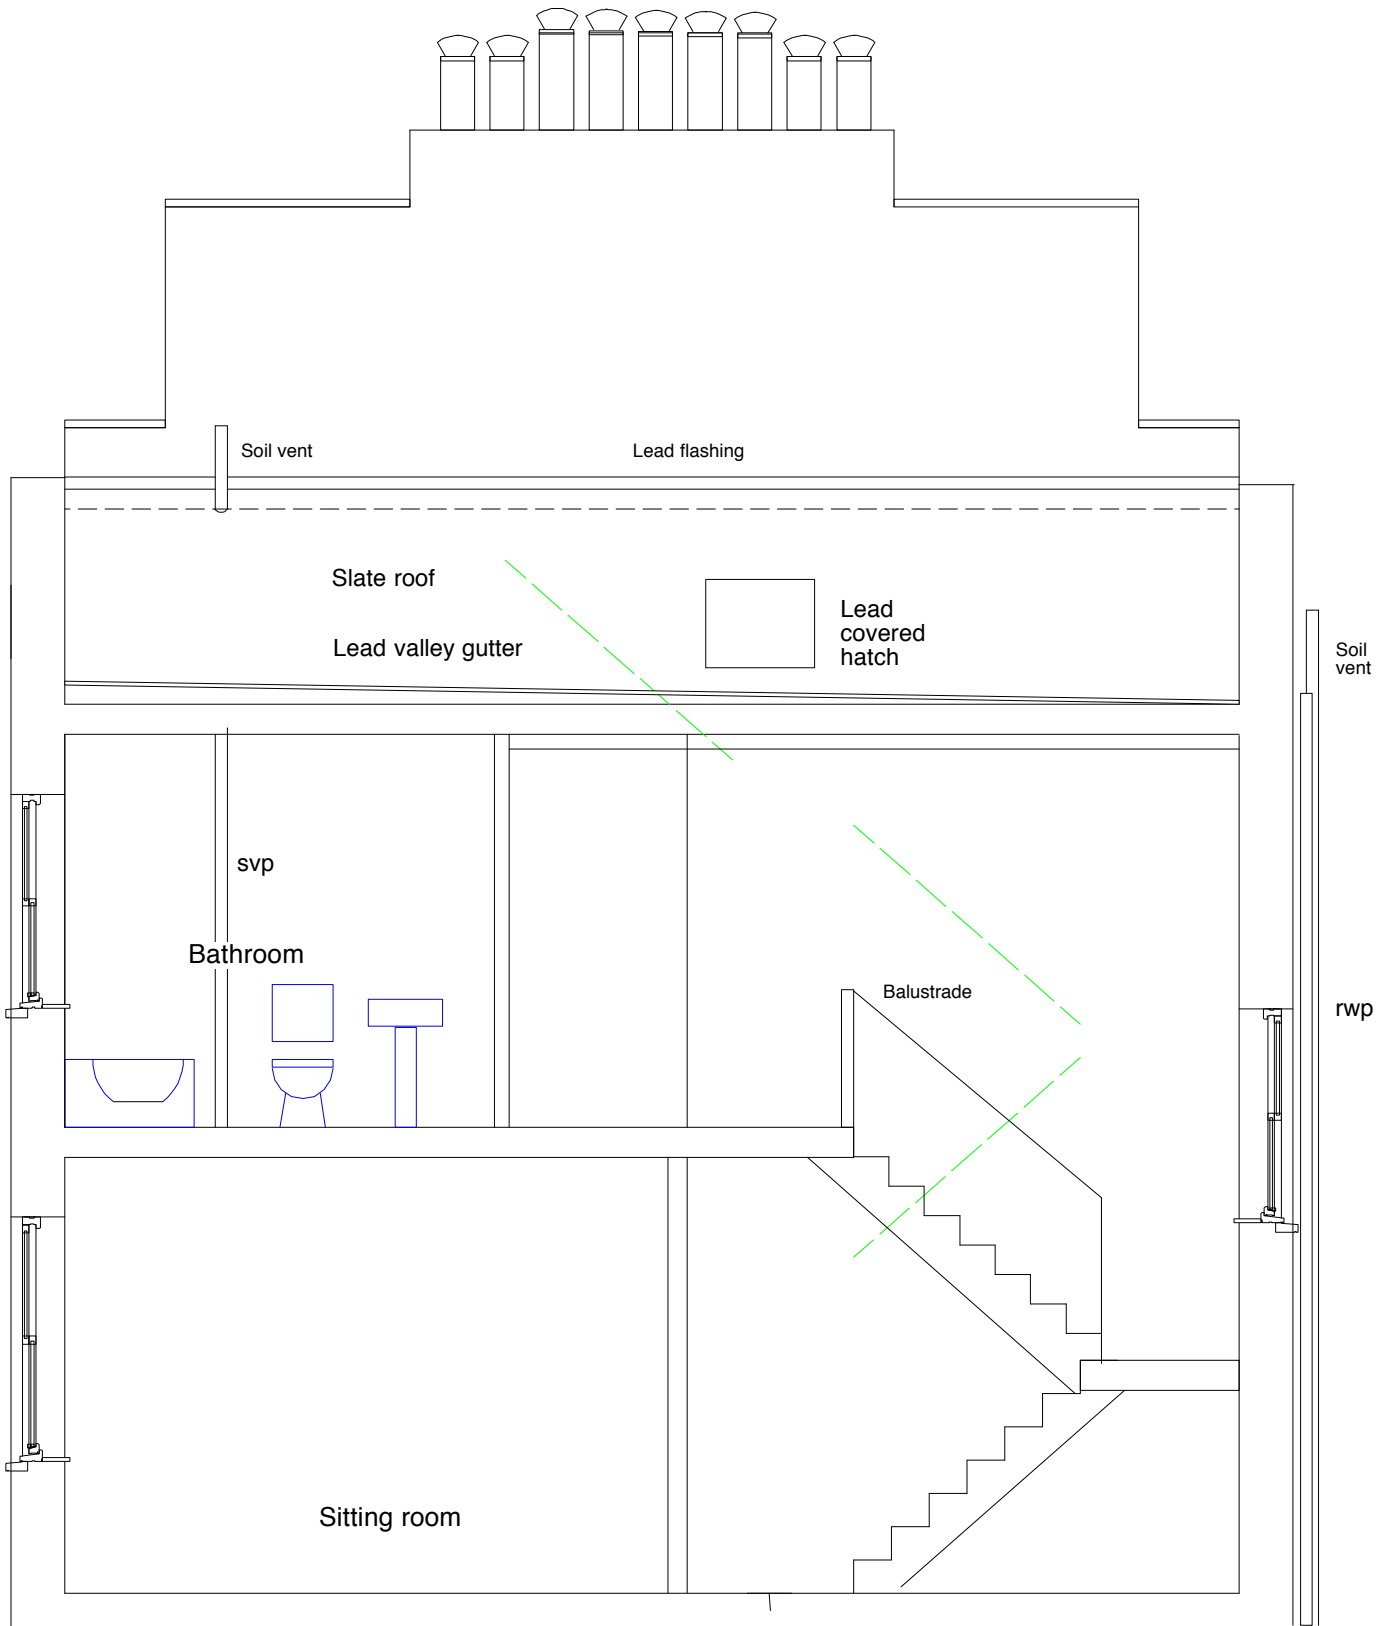 Soil vent
Lead flashing
Slate roof
Lead valley gutter
Lead
covered
hatch
Soil
vent
svp
Bathroom
Balustrade
rwp
Sitting room